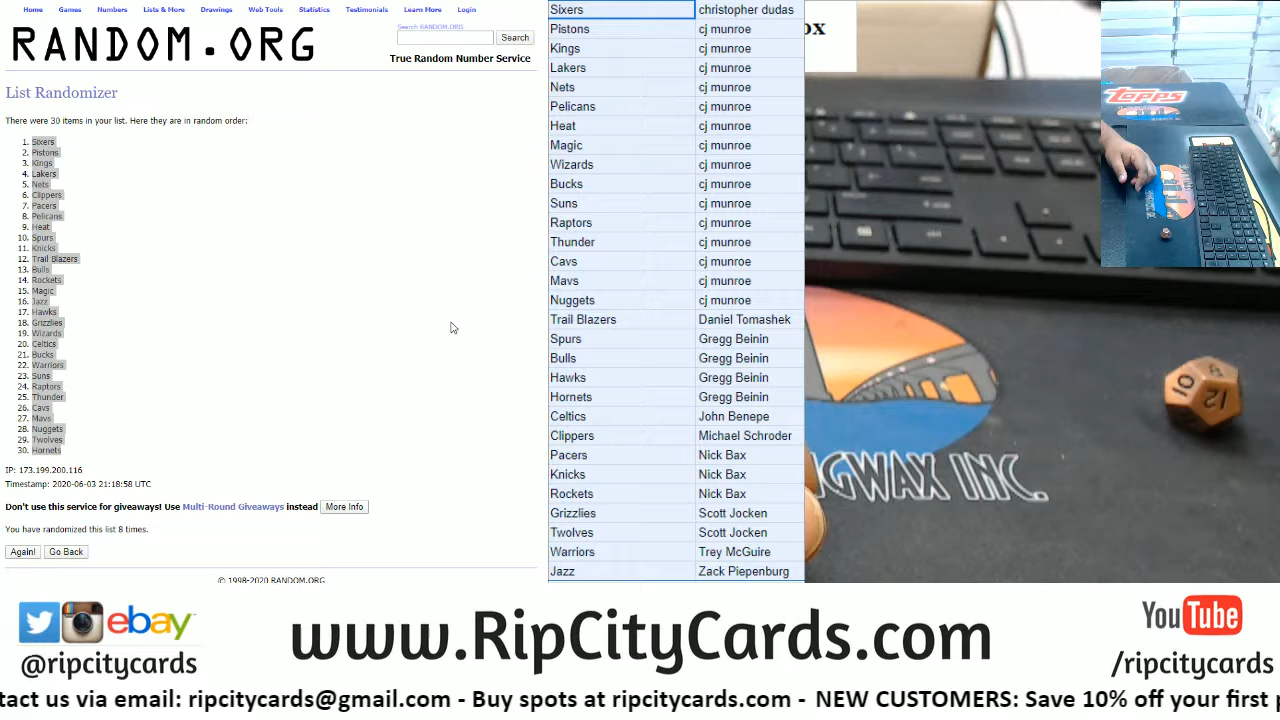 Home Games Numbers Lists & More Drawings Web Tools Statistics Testimonials Learn More Login
RANDOM.ORG
Search RANDOM.ORG
Search
True Random Number Service
List Randomizer
There were 30 items in your list. Here they are in random order:
1. Sixers
2. Pistons
3. Kings
4. Lakers
5. Nets
6. Clippers
7. Pacers
8. Pelicans
9. Heat
10. Spurs
11. Knicks
12. Trail Blazers
13. Bulls
14. Rockets
15. Magic
16. Jazz
17. Hawks
18. Grizzlies
19. Wizards
20. Celtics
21. Bucks
22. Warriors
23. Suns
24. Raptors
25. Thunder
26. Cavs
27. Mavs
28. Nuggets
29. Twolves
30. Hornets
IP: 173.199.200.116
Timestamp: 2020-06-03 21:18:58 UTC
Don't use this service for giveaways! Use Multi-Round Giveaways instead More Info
You have randomized this list 8 times.
Again! Go Back
© 1998-2020 RANDOM.ORG
Sixers christopher dudas
Pistons cj munroe
Kings cj munroe
Lakers cj munroe
Nets cj munroe
Pelicans cj munroe
Heat cj munroe
Magic cj munroe
Wizards cj munroe
Bucks cj munroe
Suns cj munroe
Raptors cj munroe
Thunder cj munroe
Cavs cj munroe
Mavs cj munroe
Nuggets cj munroe
Trail Blazers Daniel Tomashek
Spurs Gregg Beinin
Bulls Gregg Beinin
Hawks Gregg Beinin
Hornets Gregg Beinin
Celtics John Benepe
Clippers Michael Schroder
Pacers Nick Bax
Knicks Nick Bax
Rockets Nick Bax
Grizzlies Scott Jocken
Twolves Scott Jocken
Warriors Trey McGuire
Jazz Zack Piepenburg
ox
topps
10
12
GWAX INC.
ebay
@ripcitycards
www.RipCityCards.com
YouTube
/ripcitycards
tact us via email: ripcitycards@gmail.com - Buy spots at ripcitycards.com - NEW CUSTOMERS: Save 10% off your first p